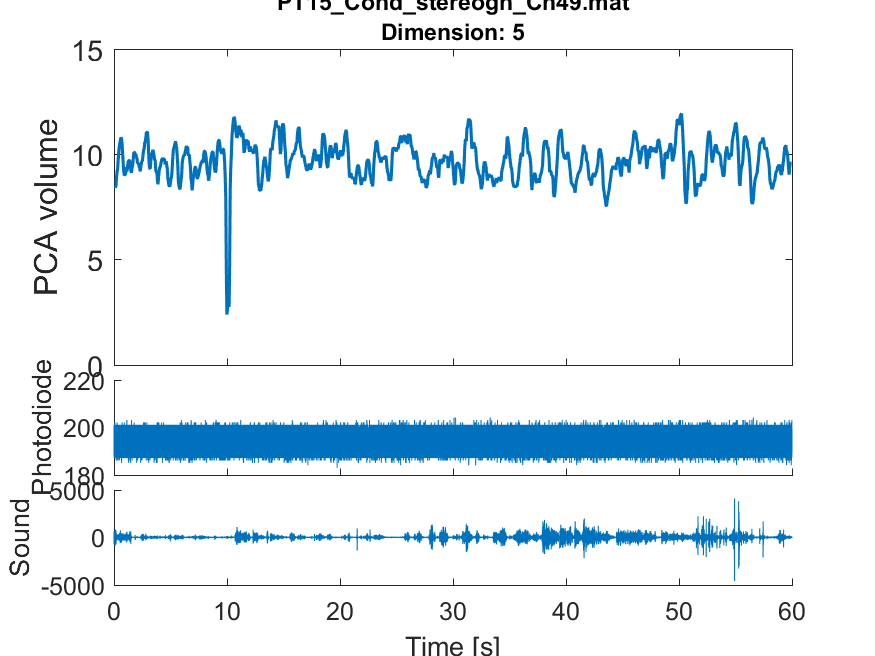 PT15_Cond_stereogn_Ch49.mat
Dimension: 5
15
10
5
0
PCA volume
220
200
180
Photodiode
5000
0
-5000
Sound
0 10 20 30 40 50 60
Time [s]